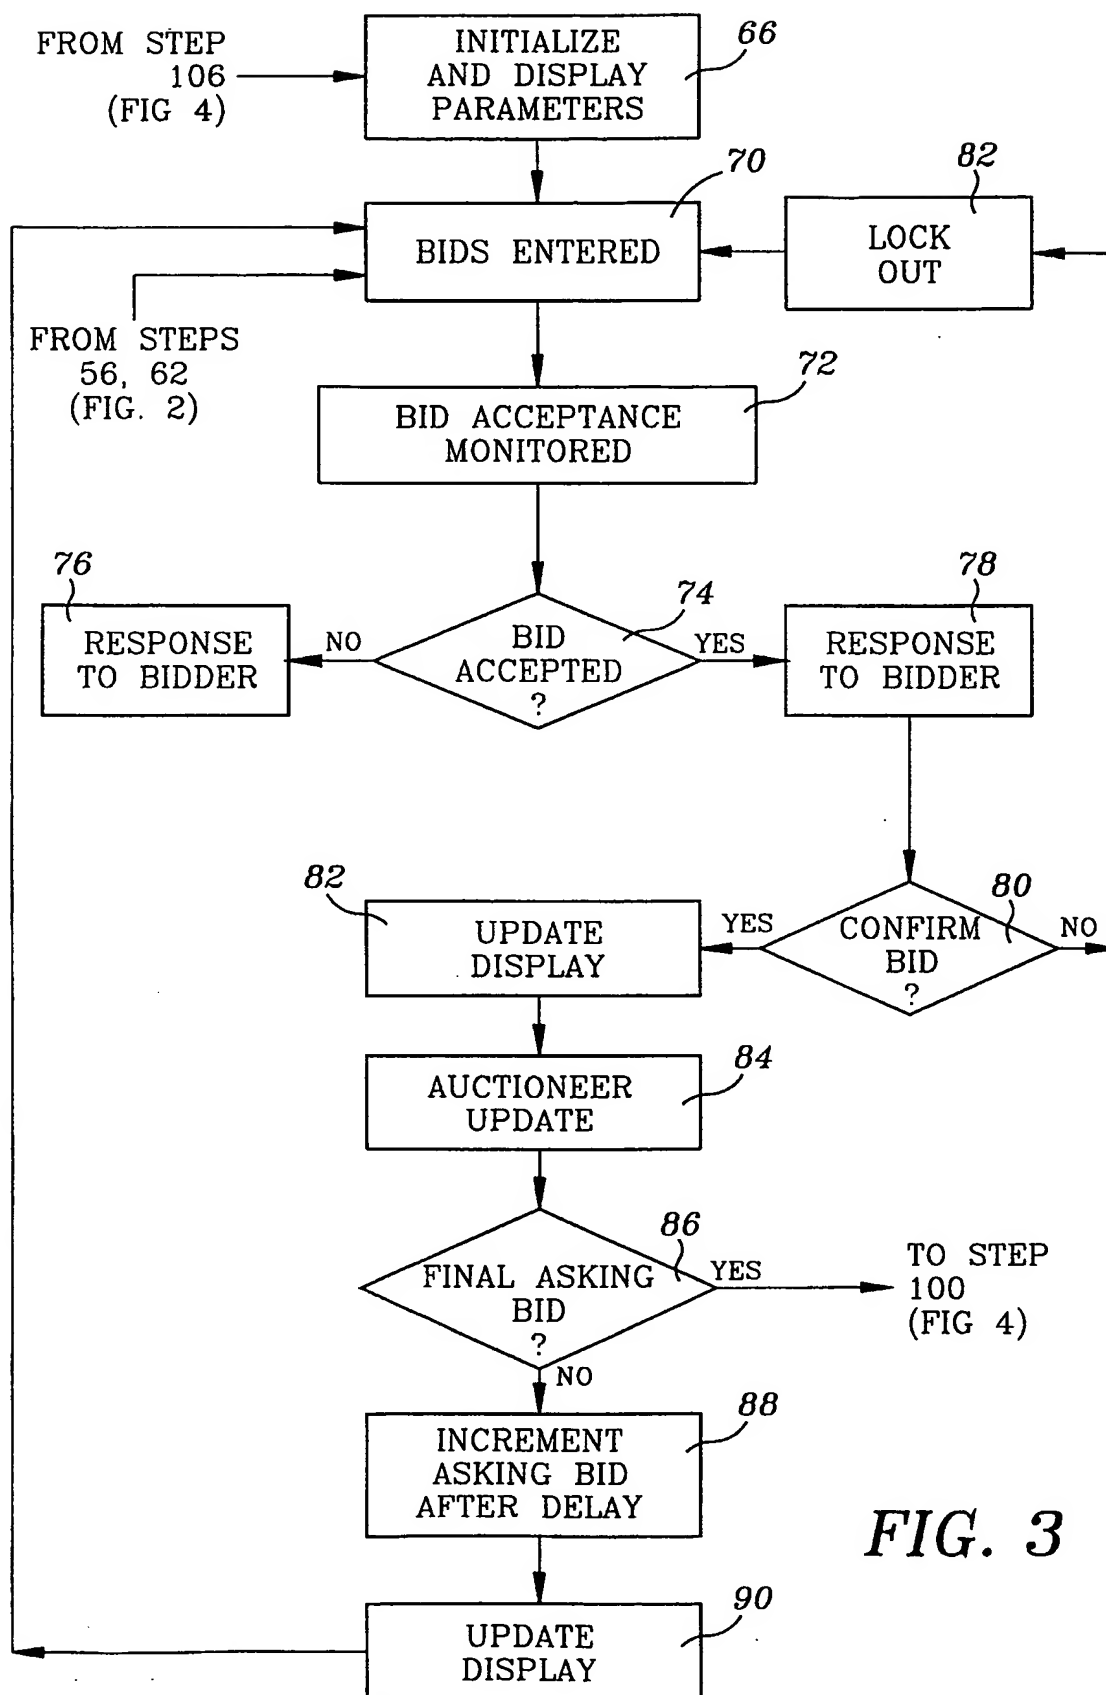 FROM STEP
106
(FIG 4)
INITIALIZE
AND DISPLAY
PARAMETERS
66
70
82
BIDS ENTERED
LOCK
OUT
FROM STEPS
56, 62
(FIG. 2)
72
BID ACCEPTANCE
MONITORED
76
74
78
RESPONSE
TO BIDDER
NO
BID
ACCEPTED
?
YES
RESPONSE
TO BIDDER
82
80
UPDATE
DISPLAY
YES
CONFIRM
BID
?
NO
84
AUCTIONEER
UPDATE
86
FINAL ASKING
BID
?
YES
TO STEP
100
(FIG 4)
NO
88
INCREMENT
ASKING BID
AFTER DELAY
FIG. 3
90
UPDATE
DISPLAY